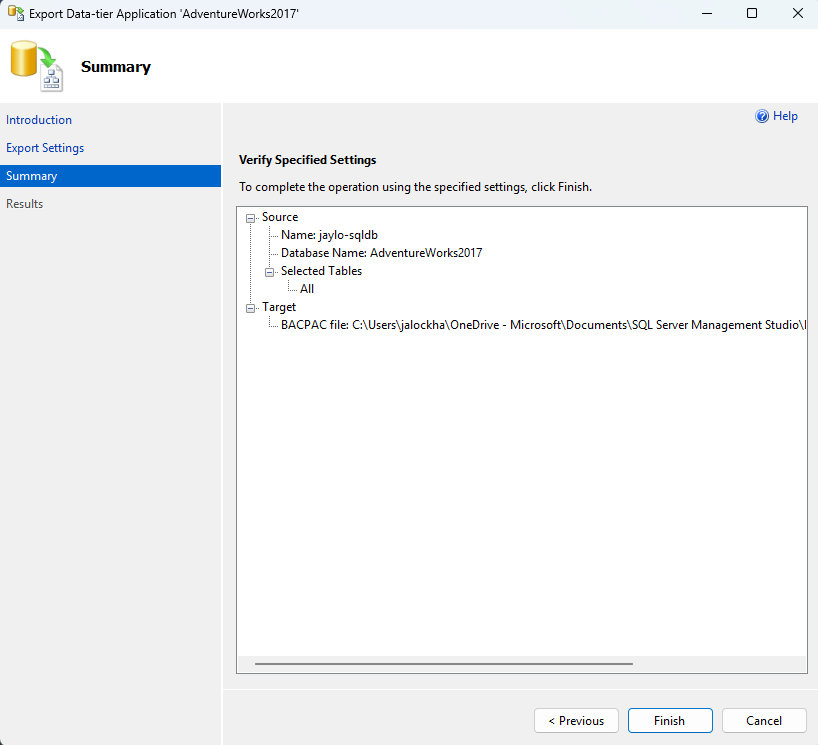 Export Data-tier Application 'AdventureWorks2017'
Summary
Introduction
Export Settings
Summary
Results
Help
Verify Specified Settings
To complete the operation using the specified settings, click Finish.
Source
Name: jaylo-sqldb
Database Name: AdventureWorks2017
Selected Tables
All
Target
BACPAC file: C:\Users\jalockha\OneDrive - Microsoft\Documents\SQL Server Management Studio\
< Previous
Finish
Cancel